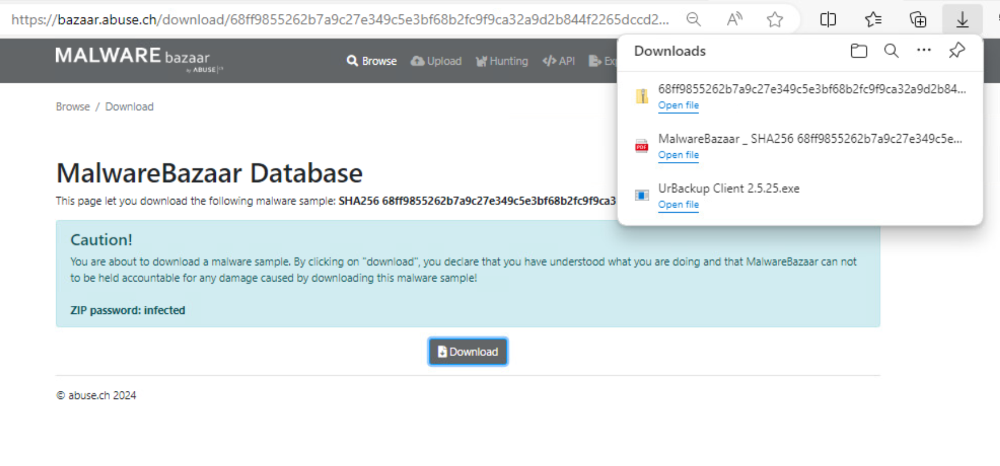 https://bazaar.abuse.ch/download/68ff9855262b7a9c27e349c5e3bf68b2fc9f9ca32a9d2b844f2265dccd2...
MALWARE bazaar
by ABUSE|ch
Browse Upload Hunting API Exp
Downloads
68ff9855262b7a9c27e349c5e3bf68b2fc9f9ca32a9d2b84...
Open file
MalwareBazaar _ SHA256 68ff9855262b7a9c27e349c5e...
Open file
UrBackup Client 2.5.25.exe
Open file
Browse / Download
MalwareBazaar Database
This page let you download the following malware sample: SHA256 68ff9855262b7a9c27e349c5e3bf68b2fc9f9ca3
Caution!
You are about to download a malware sample. By clicking on "download", you declare that you have understood what you are doing and that MalwareBazaar can not
to be held accountable for any damage caused by downloading this malware sample!
ZIP password: infected
Download
© abuse.ch 2024